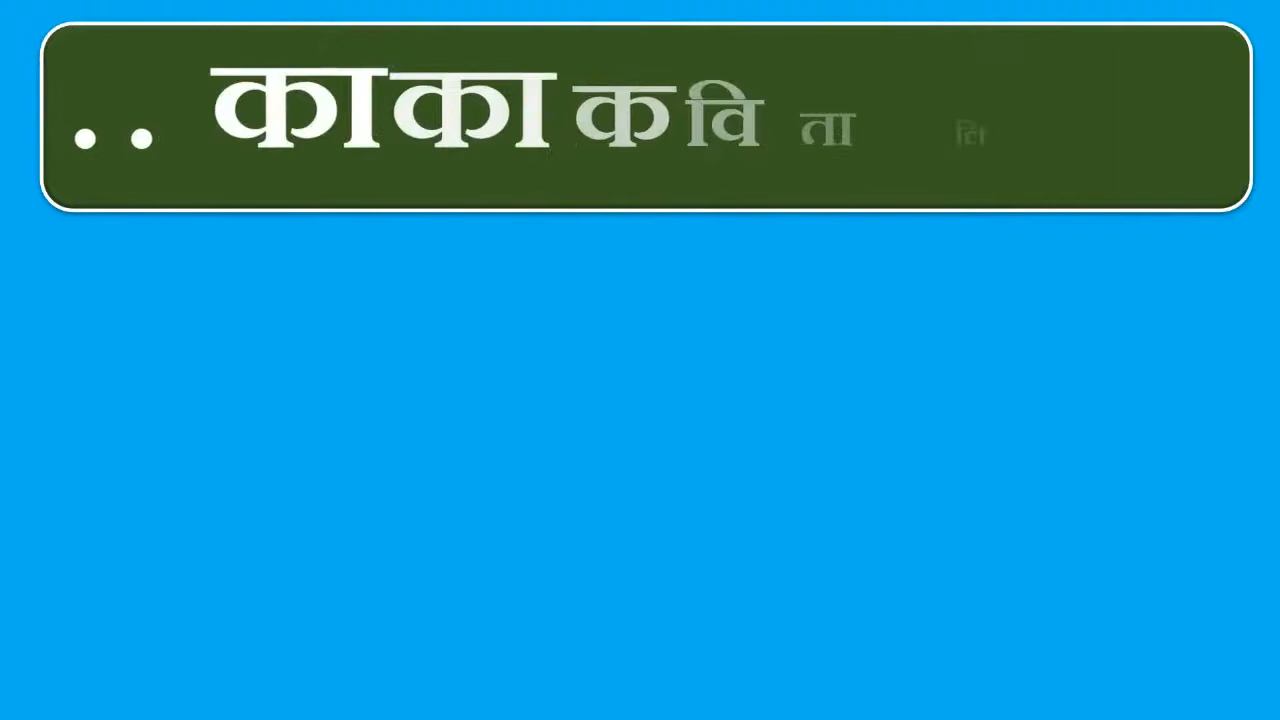 . . काका कविता